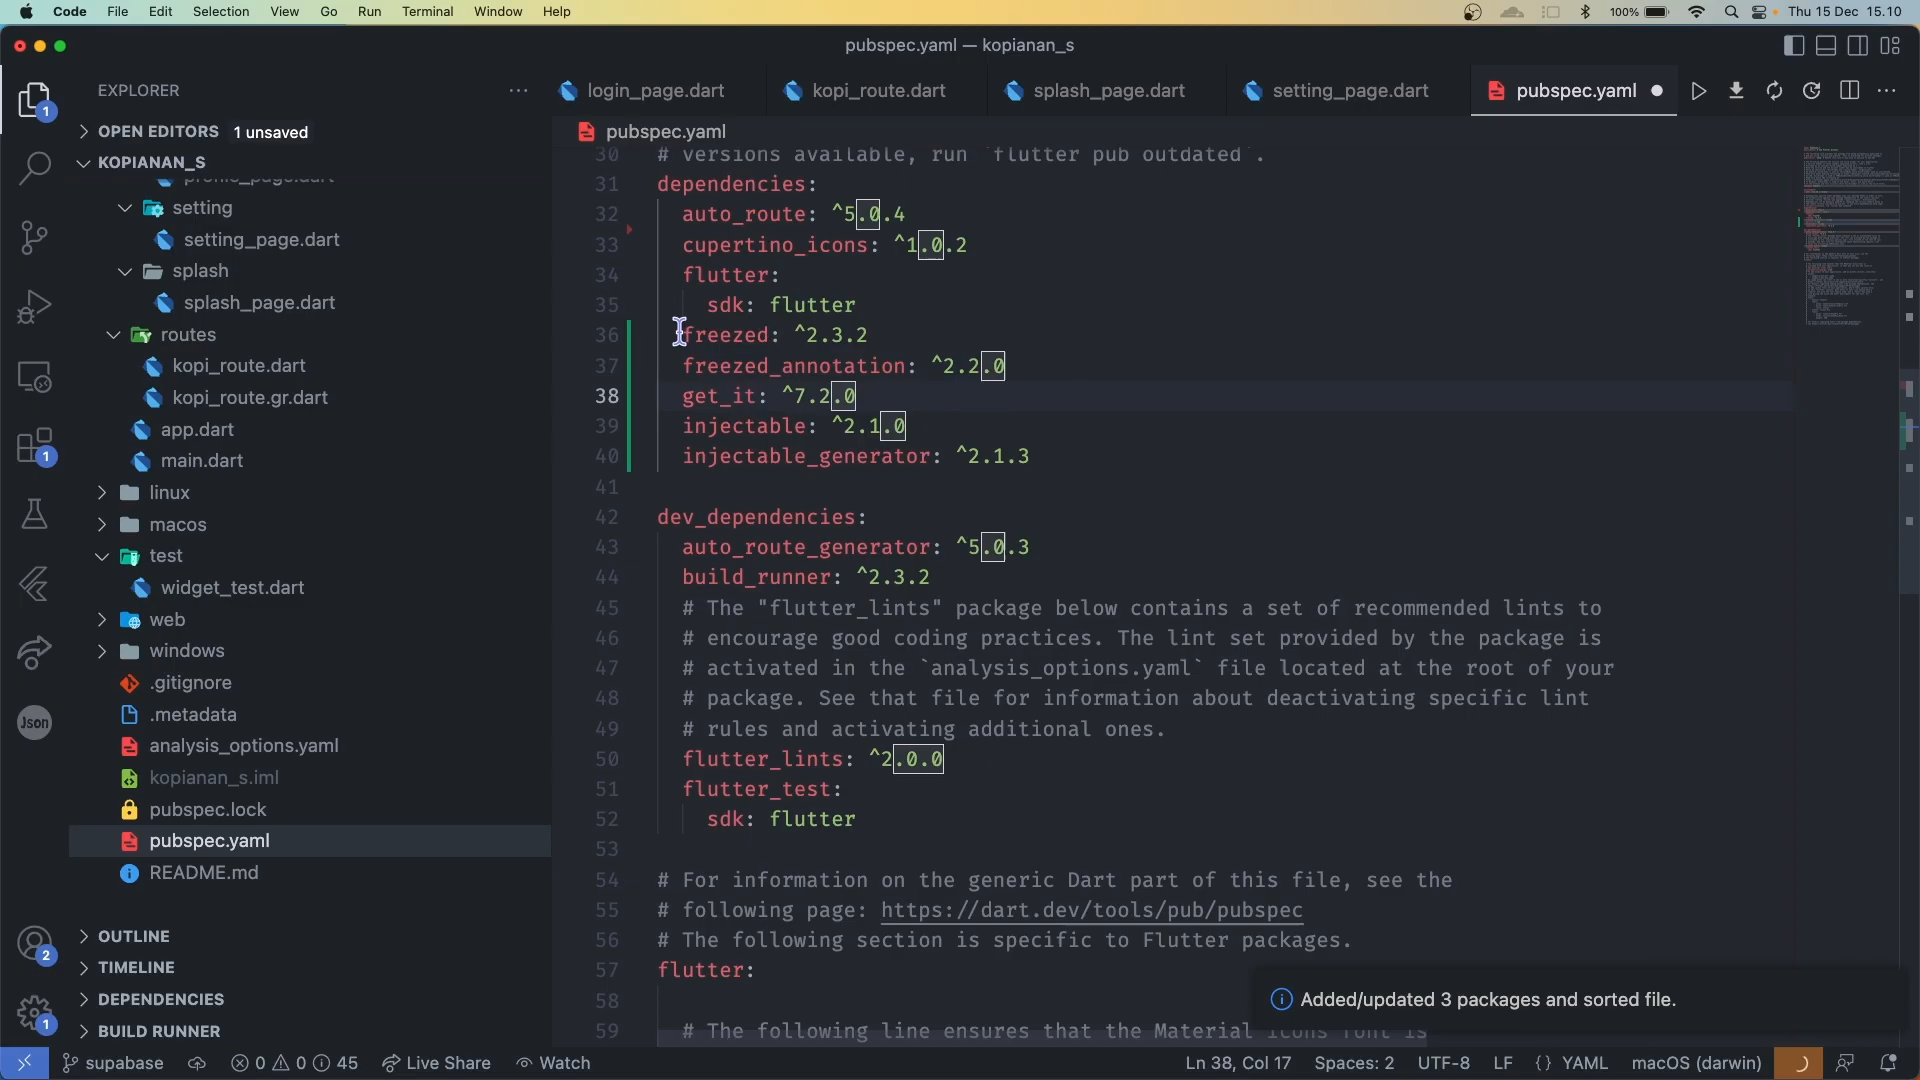 Code File Edit Selection View Go Run Terminal Window Help 100% Thu 15 Dec 15.10
pubspec.yaml — kopianan_s
EXPLORER
login_page.dart kopi_route.dart splash_page.dart setting_page.dart pubspec.yaml
OPEN EDITORS 1 unsaved
KOPIANAN_S
profile_page.dart
setting
setting_page.dart
splash
splash_page.dart
routes
kopi_route.dart
kopi_route.gr.dart
app.dart
main.dart
linux
macos
test
widget_test.dart
web
windows
.gitignore
.metadata
analysis_options.yaml
kopianan_s.iml
pubspec.lock
pubspec.yaml
README.md
OUTLINE
TIMELINE
DEPENDENCIES
BUILD RUNNER
1
1
Json
2
1
pubspec.yaml
30 # versions available, run `flutter pub outdated`.
31 dependencies:
32 auto_route: ^5.0.4
33 cupertino_icons: ^1.0.2
34 flutter:
35 sdk: flutter
36 freezed: ^2.3.2
37 freezed_annotation: ^2.2.0
38 get_it: ^7.2.0
39 injectable: ^2.1.0
40 injectable_generator: ^2.1.3
41
42 dev_dependencies:
43 auto_route_generator: ^5.0.3
44 build_runner: ^2.3.2
45 # The "flutter_lints" package below contains a set of recommended lints to
46 # encourage good coding practices. The lint set provided by the package is
47 # activated in the `analysis_options.yaml` file located at the root of your
48 # package. See that file for information about deactivating specific lint
49 # rules and activating additional ones.
50 flutter_lints: ^2.0.0
51 flutter_test:
52 sdk: flutter
53
54 # For information on the generic Dart part of this file, see the
55 # following page: https://dart.dev/tools/pub/pubspec
56 # The following section is specific to Flutter packages.
57 flutter:
58
59 # The following line ensures that the Material Icons font is
Added/updated 3 packages and sorted file.
supabase 0 0 45 Live Share Watch Ln 38, Col 17 Spaces: 2 UTF-8 LF {} YAML macOS (darwin)